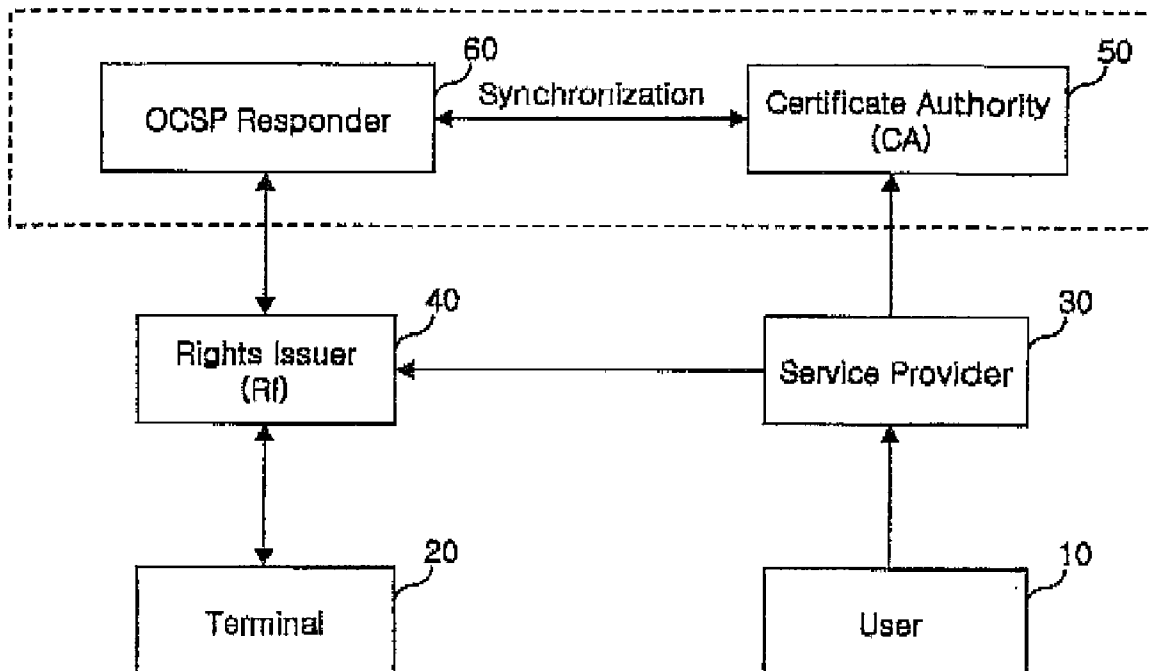 60
50
OCSP Responder
Synchronization
Certificate Authority
(CA)
40
30
Rights Issuer
(RI)
Service Provider
20
10
Terminal
User